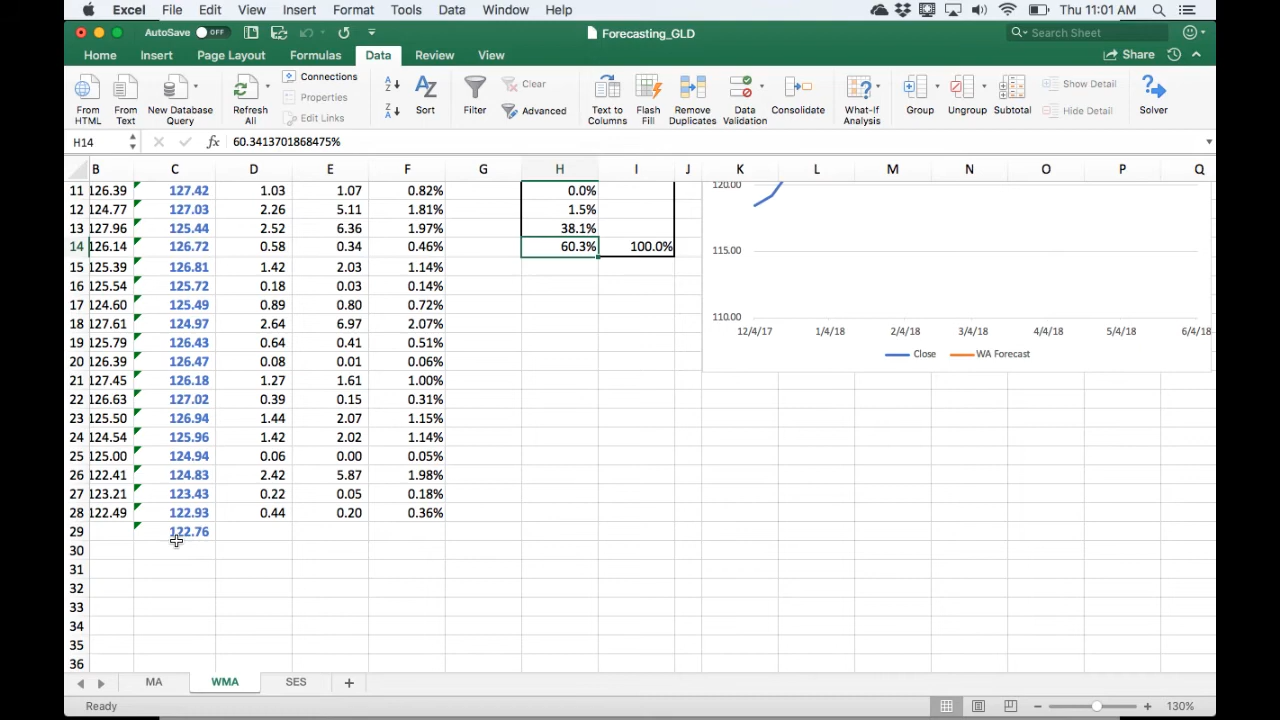 Excel File Edit View Insert Format Tools Data Window Help Thu 11:01 AM
AutoSave OFF Forecasting_GLD Search Sheet
Home Insert Page Layout Formulas Data Review View Share
From HTML From Text New Database Query Refresh All Connections Properties Edit Links Sort Filter Clear Advanced Text to Columns Flash Fill Remove Duplicates Data Validation Consolidate What-If Analysis Group Ungroup Subtotal Show Detail Hide Detail Solver
H14 fx 60.3413701868475%
B C D E F G H I J K L M N O P Q
11 126.39 127.42 1.03 1.07 0.82% 0.0% 120.00
12 124.77 127.03 2.26 5.11 1.81% 1.5%
13 127.96 125.44 2.52 6.36 1.97% 38.1%
14 126.14 126.72 0.58 0.34 0.46% 60.3% 100.0% 115.00
15 125.39 126.81 1.42 2.03 1.14%
16 125.54 125.72 0.18 0.03 0.14%
17 124.60 125.49 0.89 0.80 0.72%
18 127.61 124.97 2.64 6.97 2.07% 110.00
12/4/17 1/4/18 2/4/18 3/4/18 4/4/18 5/4/18 6/4/18
19 125.79 126.43 0.64 0.41 0.51%
Close WA Forecast
20 126.39 126.47 0.08 0.01 0.06%
21 127.45 126.18 1.27 1.61 1.00%
22 126.63 127.02 0.39 0.15 0.31%
23 125.50 126.94 1.44 2.07 1.15%
24 124.54 125.96 1.42 2.02 1.14%
25 125.00 124.94 0.06 0.00 0.05%
26 122.41 124.83 2.42 5.87 1.98%
27 123.21 123.43 0.22 0.05 0.18%
28 122.49 122.93 0.44 0.20 0.36%
29 122.76
30
31
32
33
34
35
36
MA WMA SES
Ready 130%